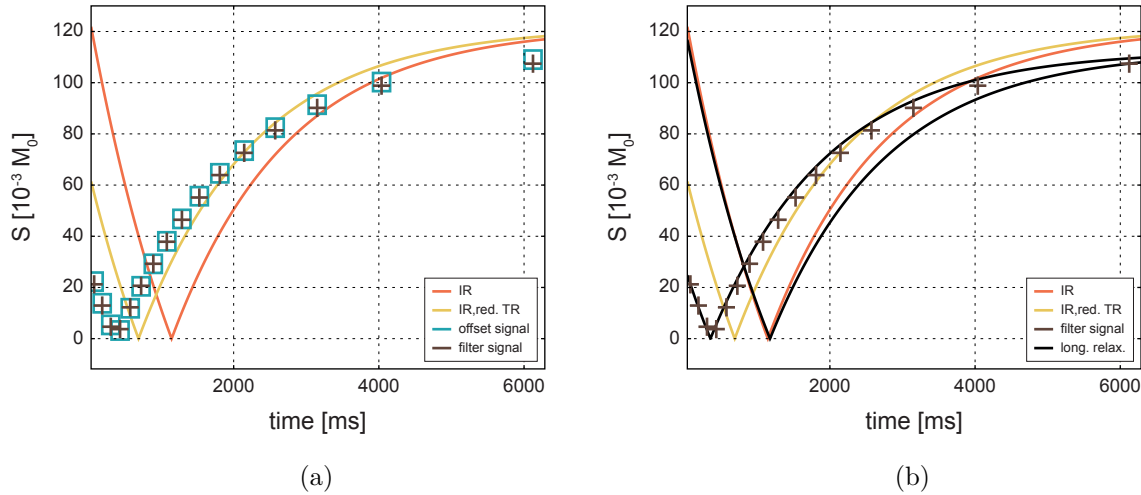 120
100
80
60
40
20
0
S [10⁻³ M₀]
IR
IR,red. TR
offset signal
filter signal
2000 4000 6000
time [ms]
(a)
120
100
80
60
40
20
0
S [10⁻³ M₀]
IR
IR,red. TR
filter signal
long. relax.
2000 4000 6000
time [ms]
(b)